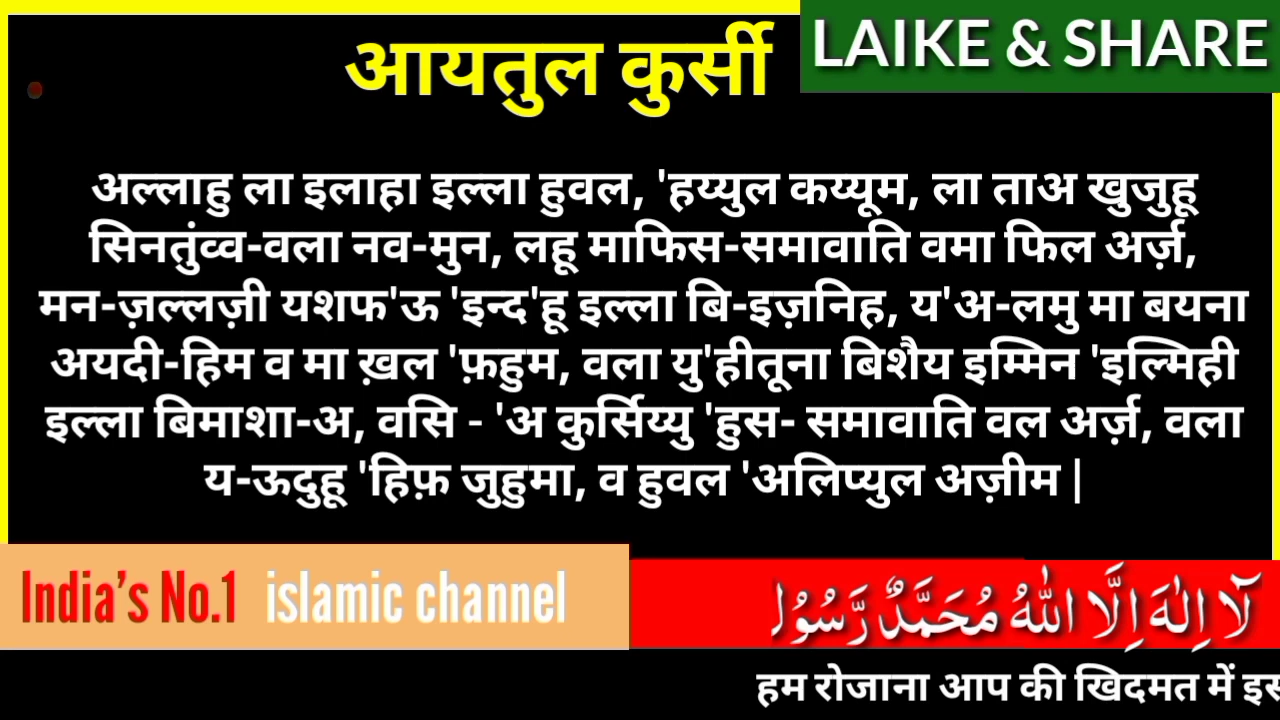 आयतुल कुर्सी
LAIKE & SHARE
अल्लाहु ला इलाहा इल्ला हुवल, 'हय्युल कय्यूम, ला ताअ खुजुहू
सिनतुंव्व-वला नव-मुन, लहू माफिस-समावाति वमा फिल अर्ज़,
मन-ज़ल्लज़ी यशफ'ऊ 'इन्द'हू इल्ला बि-इज़निह, य'अ-लमु मा बयना
अयदी-हिम व मा ख़ल 'फ़हुम, वला यु'हीतूना बिशैय इम्मिन 'इल्मिही
इल्ला बिमाशा-अ, वसि - 'अ कुर्सिय्यु 'हुस- समावाति वल अर्ज़, वला
य-ऊदुहू 'हिफ़ जुहुमा, व हुवल 'अलिप्युल अज़ीम |
India's No.1 islamic channel
لَآ اِلٰهَ اِلَّا اللّٰهُ مُحَمَّدٌ رَّسُوْلُ
हम रोजाना आप की खिदमत में इस